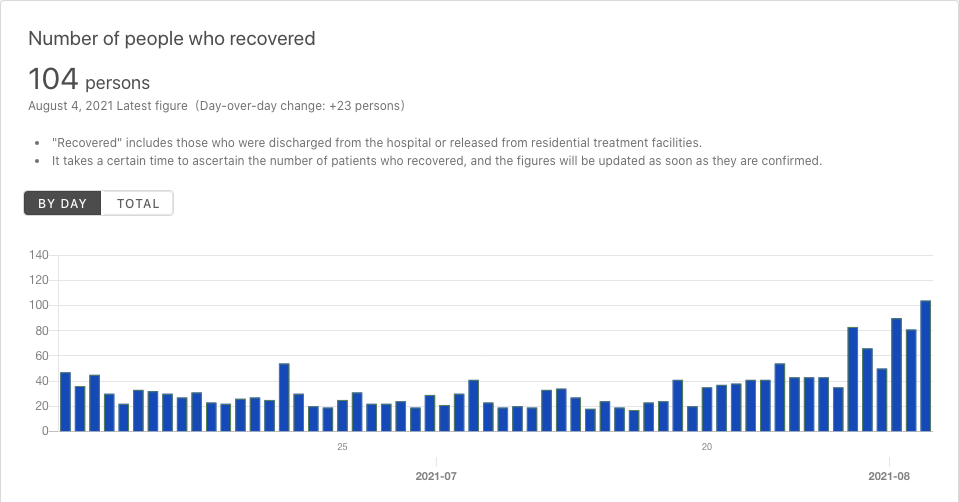 Number of people who recovered
104 persons
August 4, 2021 Latest figure (Day-over-day change: +23 persons)
• "Recovered" includes those who were discharged from the hospital or released from residential treatment facilities.
• It takes a certain time to ascertain the number of patients who recovered, and the figures will be updated as soon as they are confirmed.
BY DAY TOTAL
140
120
100
80
60
40
20
0
25 20
2021-07 2021-08